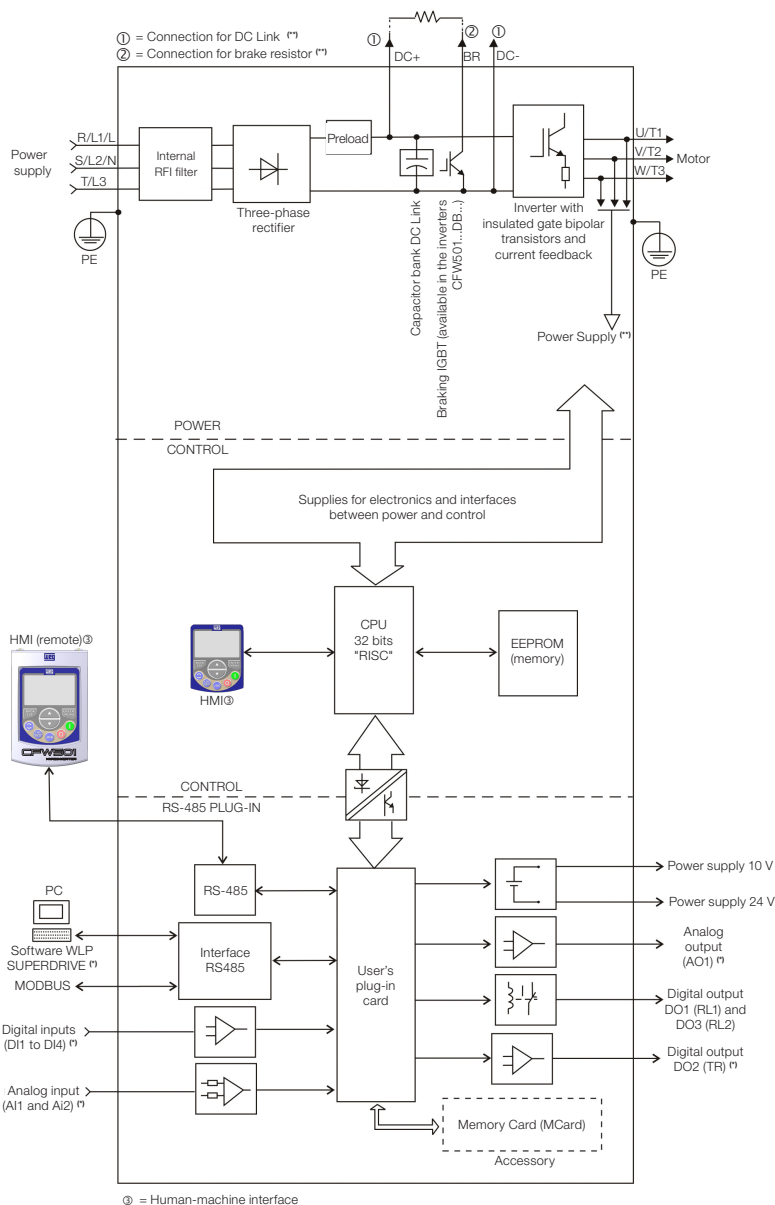 ① = Connection for DC Link (**)
② = Connection for brake resistor (**)
① ② ①
DC+ BR DC-
Power
supply
R/L1/L
S/L2/N
T/L3
PE
Internal
RFI filter
Three-phase
rectifier
Preload
Capacitor bank DC Link
Braking IGBT (available in the inverters
CFW501...DB...)
Inverter with
insulated gate bipolar
transistors and
current feedback
U/T1
V/T2
W/T3
Motor
PE
Power Supply (**)
POWER
CONTROL
Supplies for electronics and interfaces
between power and control
CPU
32 bits
"RISC"
EEPROM
(memory)
HMI③
HMI (remote)③
CFW501
CONTROL
RS-485 PLUG-IN
RS-485
PC
Software WLP
SUPERDRIVE (*)
MODBUS
Interface
RS485
User's
plug-in
card
Digital inputs
(DI1 to DI4) (*)
Analog input
(AI1 and Ai2) (*)
Power supply 10 V
Power supply 24 V
Analog
output
(AO1) (*)
Digital output
DO1 (RL1) and
DO3 (RL2)
Digital output
DO2 (TR) (*)
Memory Card (MCard)
Accessory
③ = Human-machine interface